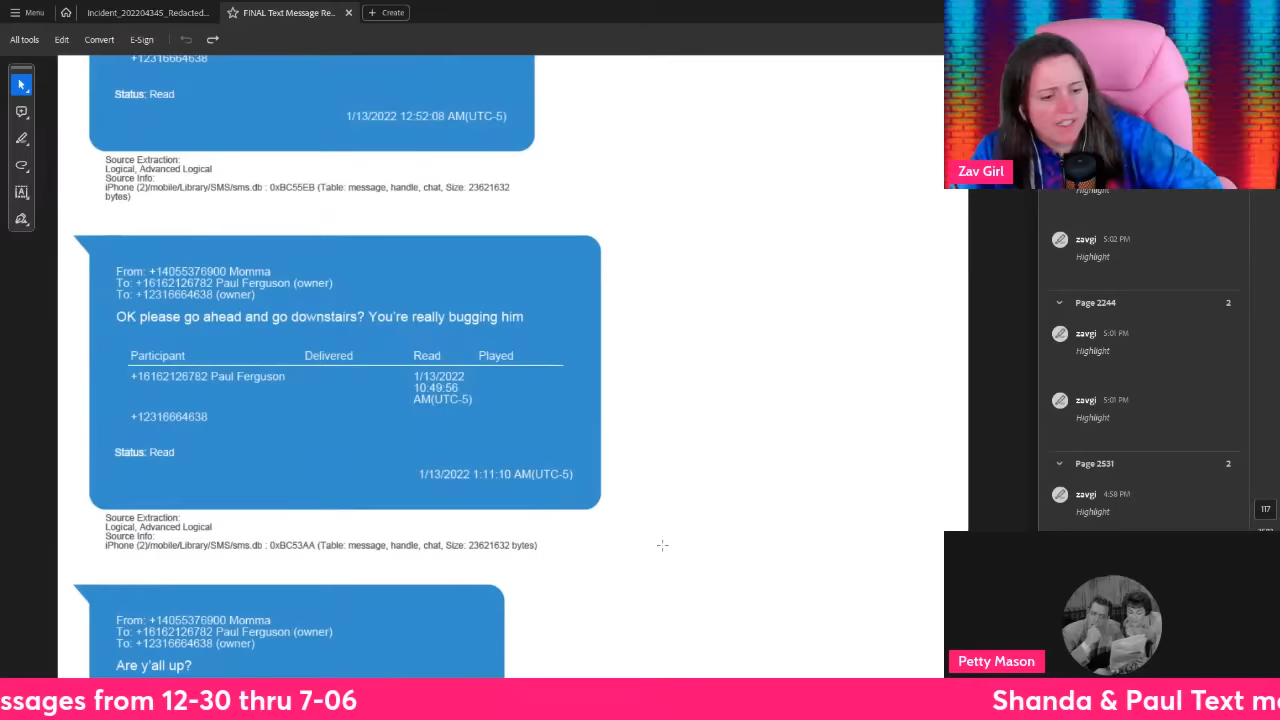 Menu
Incident_202204345_Redacted...
FINAL Text Message Re...
Create
All tools
Edit
Convert
E-Sign
+12316664638
Status: Read
1/13/2022 12:52:08 AM(UTC-5)
Source Extraction:
Logical, Advanced Logical
Source Info:
iPhone (2)/mobile/Library/SMS/sms.db : 0xBC55EB (Table: message, handle, chat, Size: 23621632
bytes)
From: +14055376900 Momma
To: +16162126782 Paul Ferguson (owner)
To: +12316664638 (owner)
OK please go ahead and go downstairs? You're really bugging him
Participant Delivered Read Played
+16162126782 Paul Ferguson 1/13/2022
10:49:56
AM(UTC-5)
+12316664638
Status: Read
1/13/2022 1:11:10 AM(UTC-5)
Source Extraction:
Logical, Advanced Logical
Source Info:
iPhone (2)/mobile/Library/SMS/sms.db : 0xBC53AA (Table: message, handle, chat, Size: 23621632 bytes)
From: +14055376900 Momma
To: +16162126782 Paul Ferguson (owner)
To: +12316664638 (owner)
Are y'all up?
Zav Girl
Highlight
zavgi 5:02 PM
Highlight
Page 2244 2
zavgi 5:01 PM
Highlight
zavgi 5:01 PM
Highlight
Page 2531 2
zavgi 4:58 PM
Highlight
117
Petty Mason
ssages from 12-30 thru 7-06
Shanda & Paul Text m